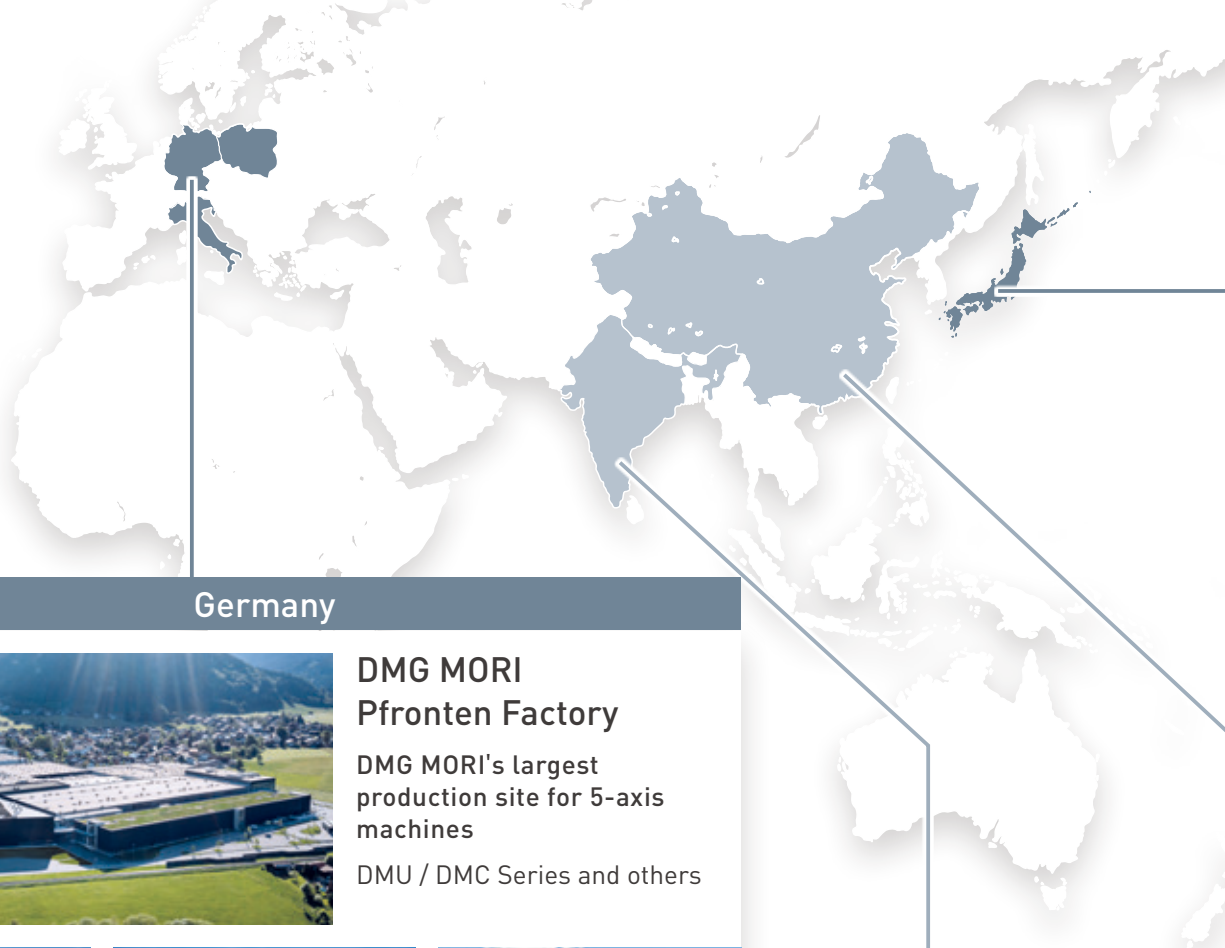 Germany
DMG MORI
Pfronten Factory
DMG MORI's largest
production site for 5-axis
machines
DMU / DMC Series and others